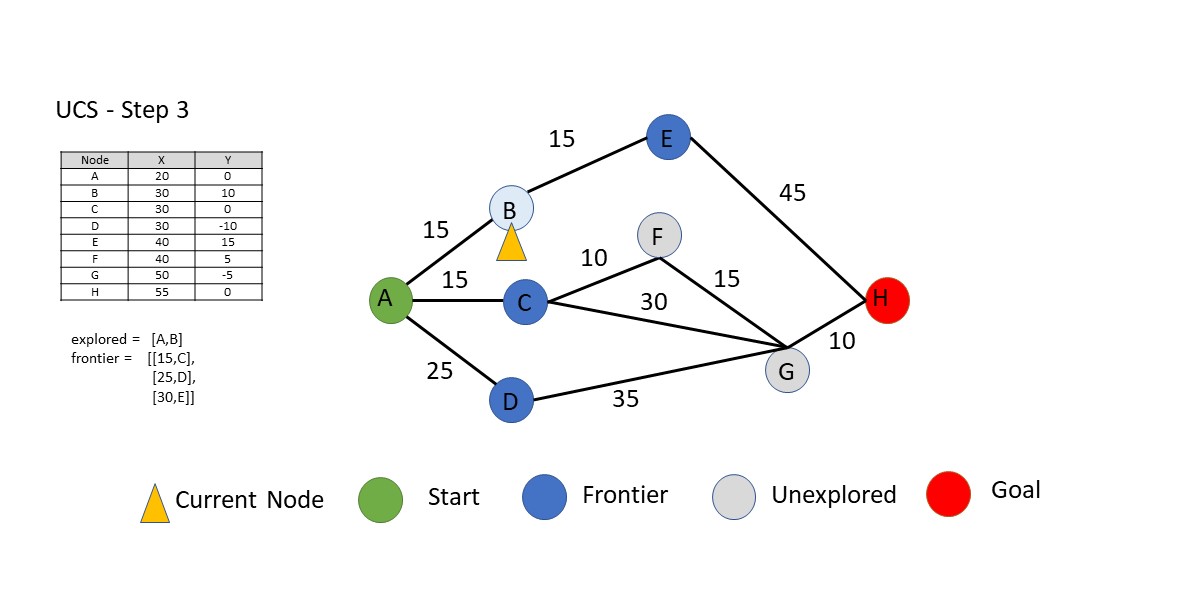 UCS - Step 3
Node X Y
A 20 0
B 30 10
C 30 0
D 30 -10
E 40 15
F 40 5
G 50 -5
H 55 0
explored = [A,B]
frontier = [[15,C],
[25,D],
[30,E]]
15
E
45
B
15
F
10
15
15
A
C
30
H
10
25
G
D
35
Current Node
Start
Frontier
Unexplored
Goal